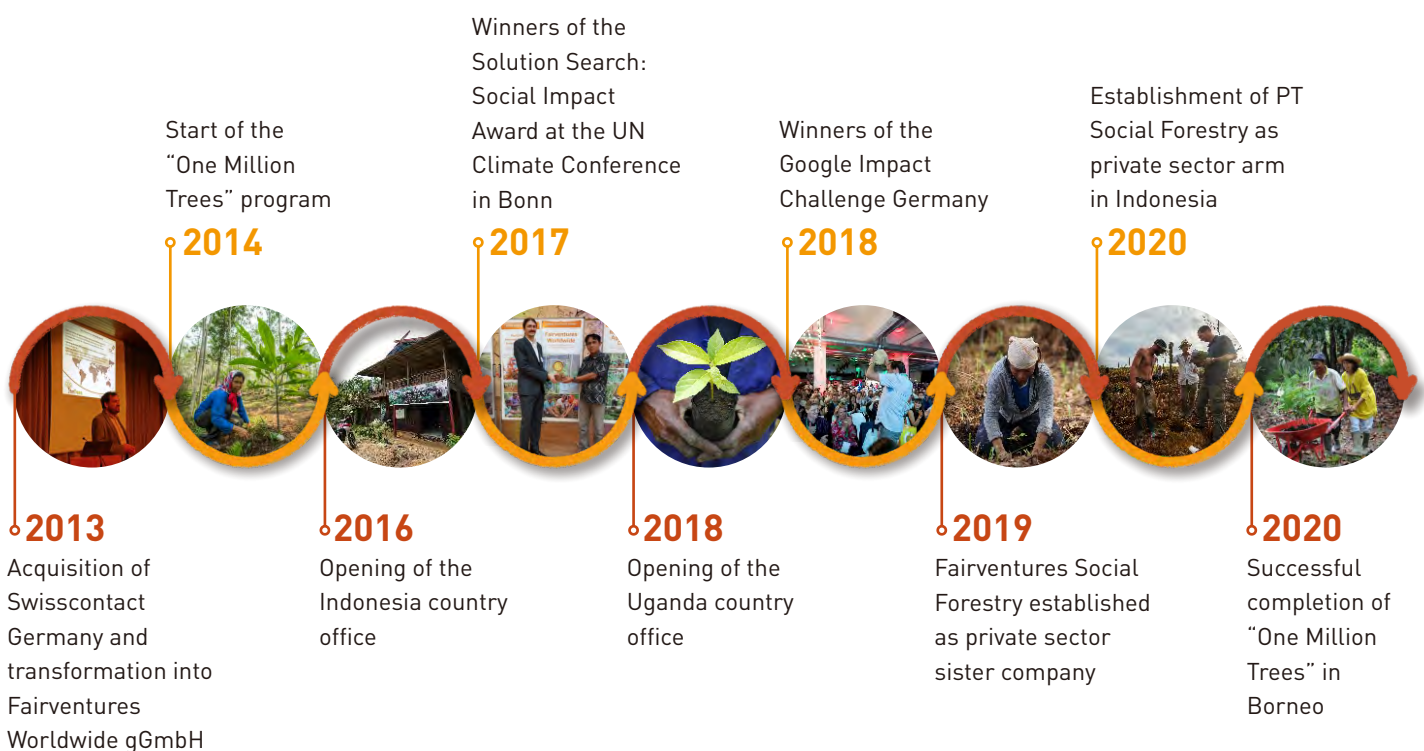 Acquisition of
Swisscontact
Germany and
transformation into
Fairventures
Worldwide gGmbH
2013
Start of the
“One Million
Trees” program
2014
2016
Opening of the
Indonesia country
office
Winners of the
Solution Search:
Social Impact
Award at the UN
Climate Conference
in Bonn
2017
Fairventures
Worldwide
2018
Opening of the
Uganda country
office
Winners of the
Google Impact
Challenge Germany
2018
2019
Fairventures Social
Forestry established
as private sector
sister company
Establishment of PT
Social Forestry as
private sector arm
in Indonesia
2020
2020
Successful
completion of
“One Million
Trees” in
Borneo